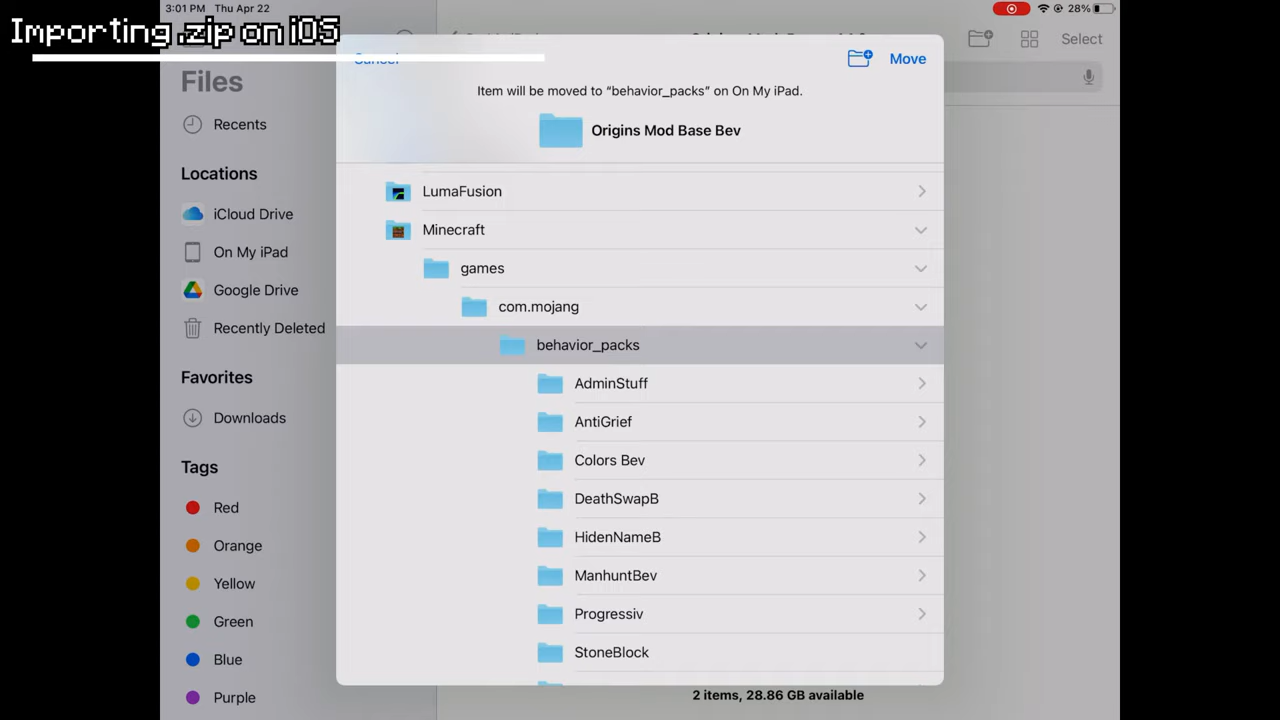 3:01 PM Thu Apr 22
28%
Importing .zip on iOS
Cancel
Move
Select
Files
Item will be moved to “behavior_packs” on On My iPad.
Origins Mod Base Bev
Recents
Locations
iCloud Drive
On My iPad
Google Drive
Recently Deleted
Favorites
Downloads
Tags
Red
Orange
Yellow
Green
Blue
Purple
LumaFusion
Minecraft
games
com.mojang
behavior_packs
AdminStuff
AntiGrief
Colors Bev
DeathSwapB
HidenNameB
ManhuntBev
Progressiv
StoneBlock
2 items, 28.86 GB available